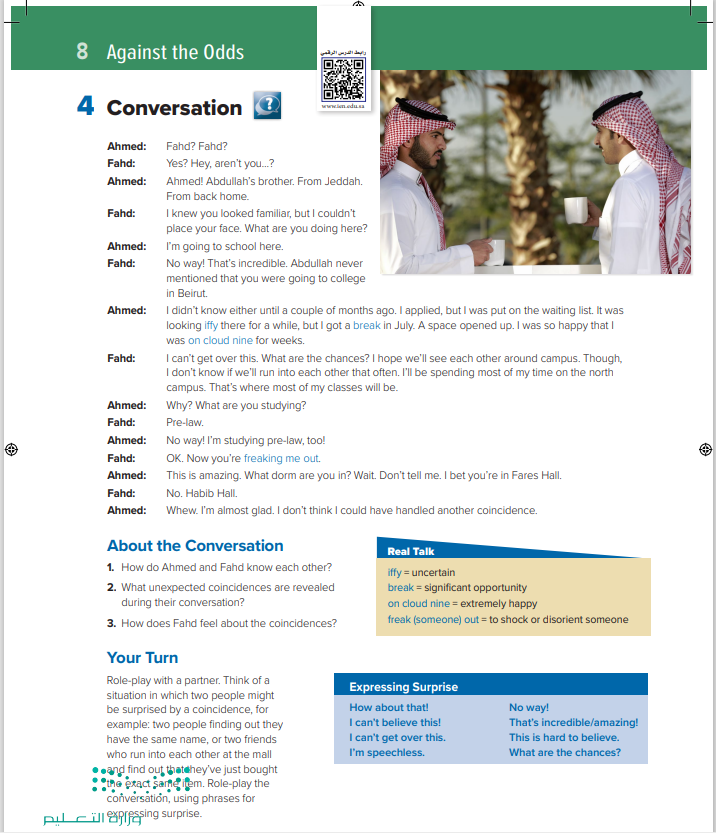 8 Against the Odds
رابط الدرس الرقمي
www.ien.edu.sa
4 Conversation
Ahmed: Fahd? Fahd?
Fahd: Yes? Hey, aren't you...?
Ahmed: Ahmed! Abdullah's brother. From Jeddah.
From back home.
Fahd: I knew you looked familiar, but I couldn't
place your face. What are you doing here?
Ahmed: I'm going to school here.
Fahd: No way! That's incredible. Abdullah never
mentioned that you were going to college
in Beirut.
Ahmed: I didn't know either until a couple of months ago. I applied, but I was put on the waiting list. It was
looking iffy there for a while, but I got a break in July. A space opened up. I was so happy that I
was on cloud nine for weeks.
Fahd: I can't get over this. What are the chances? I hope we'll see each other around campus. Though,
I don't know if we'll run into each other that often. I'll be spending most of my time on the north
campus. That's where most of my classes will be.
Ahmed: Why? What are you studying?
Fahd: Pre-law.
Ahmed: No way! I'm studying pre-law, too!
Fahd: OK. Now you're freaking me out.
Ahmed: This is amazing. What dorm are you in? Wait. Don't tell me. I bet you're in Fares Hall.
Fahd: No. Habib Hall.
Ahmed: Whew. I'm almost glad. I don't think I could have handled another coincidence.
About the Conversation
1. How do Ahmed and Fahd know each other?
2. What unexpected coincidences are revealed
during their conversation?
3. How does Fahd feel about the coincidences?
Real Talk
iffy = uncertain
break = significant opportunity
on cloud nine = extremely happy
freak (someone) out = to shock or disorient someone
Your Turn
Role-play with a partner. Think of a
situation in which two people might
be surprised by a coincidence, for
example: two people finding out they
have the same name, or two friends
who run into each other at the mall
and find out that they've just bought
the exact same item. Role-play the
conversation, using phrases for
expressing surprise.
Expressing Surprise
How about that! No way!
I can't believe this! That's incredible/amazing!
I can't get over this. This is hard to believe.
I'm speechless. What are the chances?
وزارة التعليم